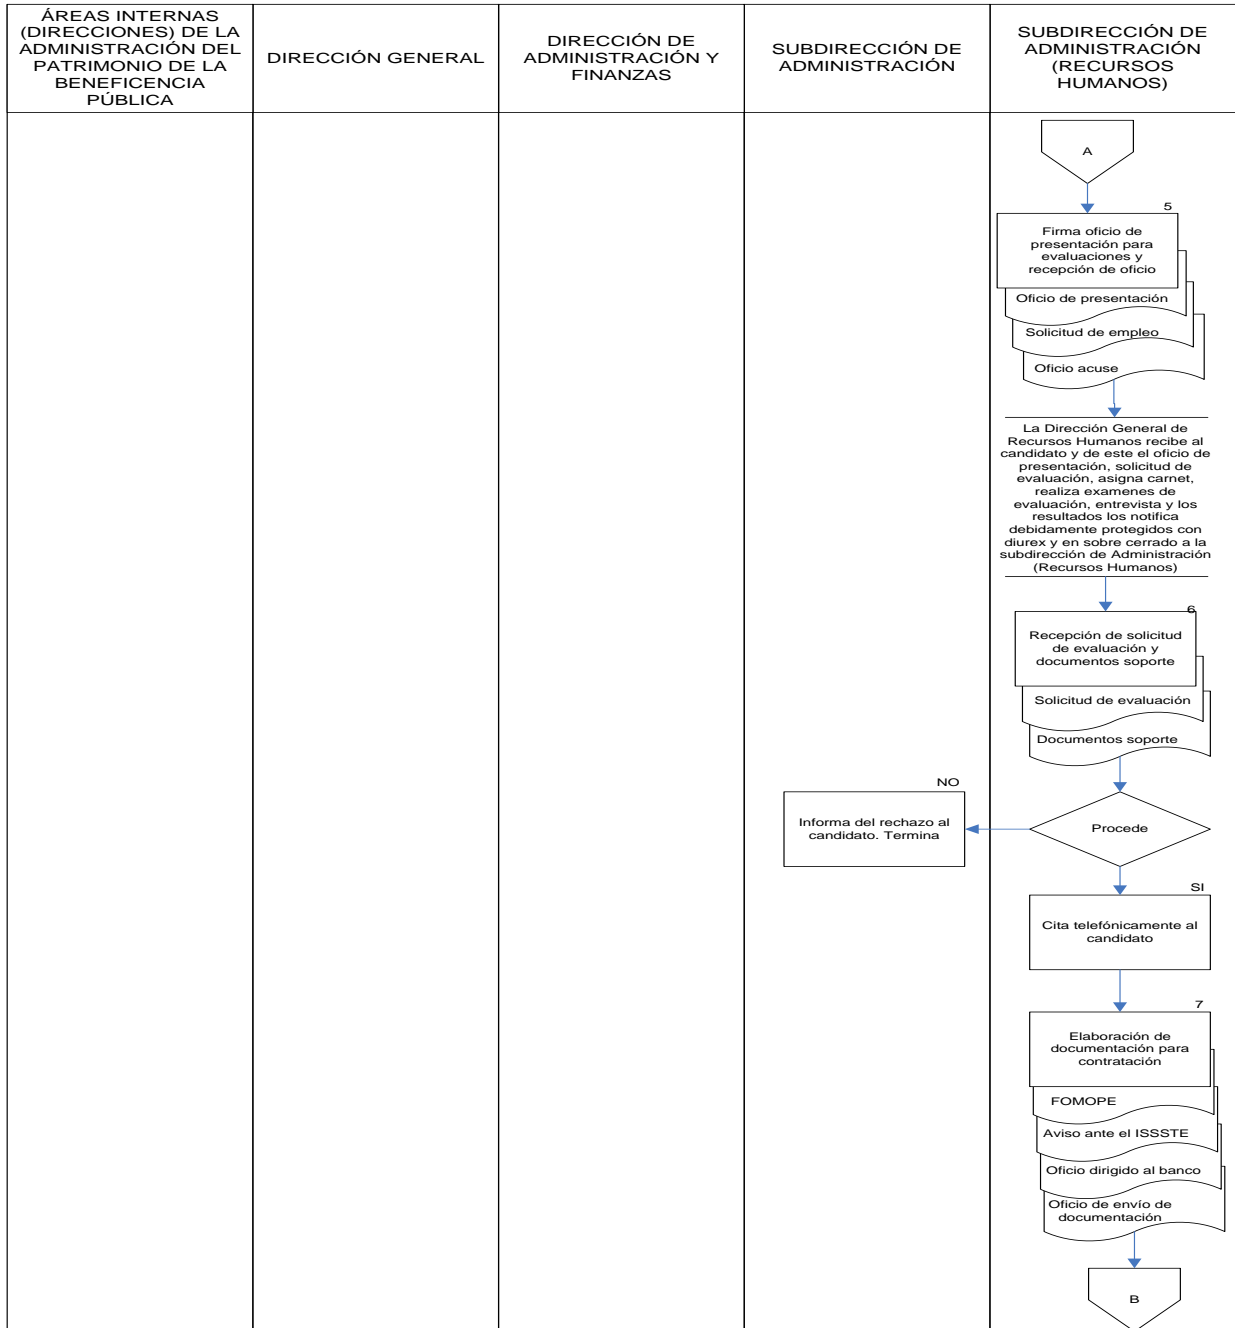 ÁREAS INTERNAS
(DIRECCIONES) DE LA
ADMINISTRACIÓN DEL
PATRIMONIO DE LA
BENEFICENCIA
PÚBLICA
DIRECCIÓN GENERAL
DIRECCIÓN DE
ADMINISTRACIÓN Y
FINANZAS
SUBDIRECCIÓN DE
ADMINISTRACIÓN
SUBDIRECCIÓN DE
ADMINISTRACIÓN
(RECURSOS
HUMANOS)
A
5
Firma oficio de
presentación para
evaluaciones y
recepción de oficio
Oficio de presentación
Solicitud de empleo
Oficio acuse
La Dirección General de
Recursos Humanos recibe al
candidato y de este el oficio de
presentación, solicitud de
evaluación, asigna carnet,
realiza examenes de
evaluación, entrevista y los
resultados los notifica
debidamente protegidos con
diurex y en sobre cerrado a la
subdirección de Administración
(Recursos Humanos)
6
Recepción de solicitud
de evaluación y
documentos soporte
Solicitud de evaluación
Documentos soporte
NO
Informa del rechazo al
candidato. Termina
Procede
SI
Cita telefónicamente al
candidato
7
Elaboración de
documentación para
contratación
FOMOPE
Aviso ante el ISSSTE
Oficio dirigido al banco
Oficio de envío de
documentación
B